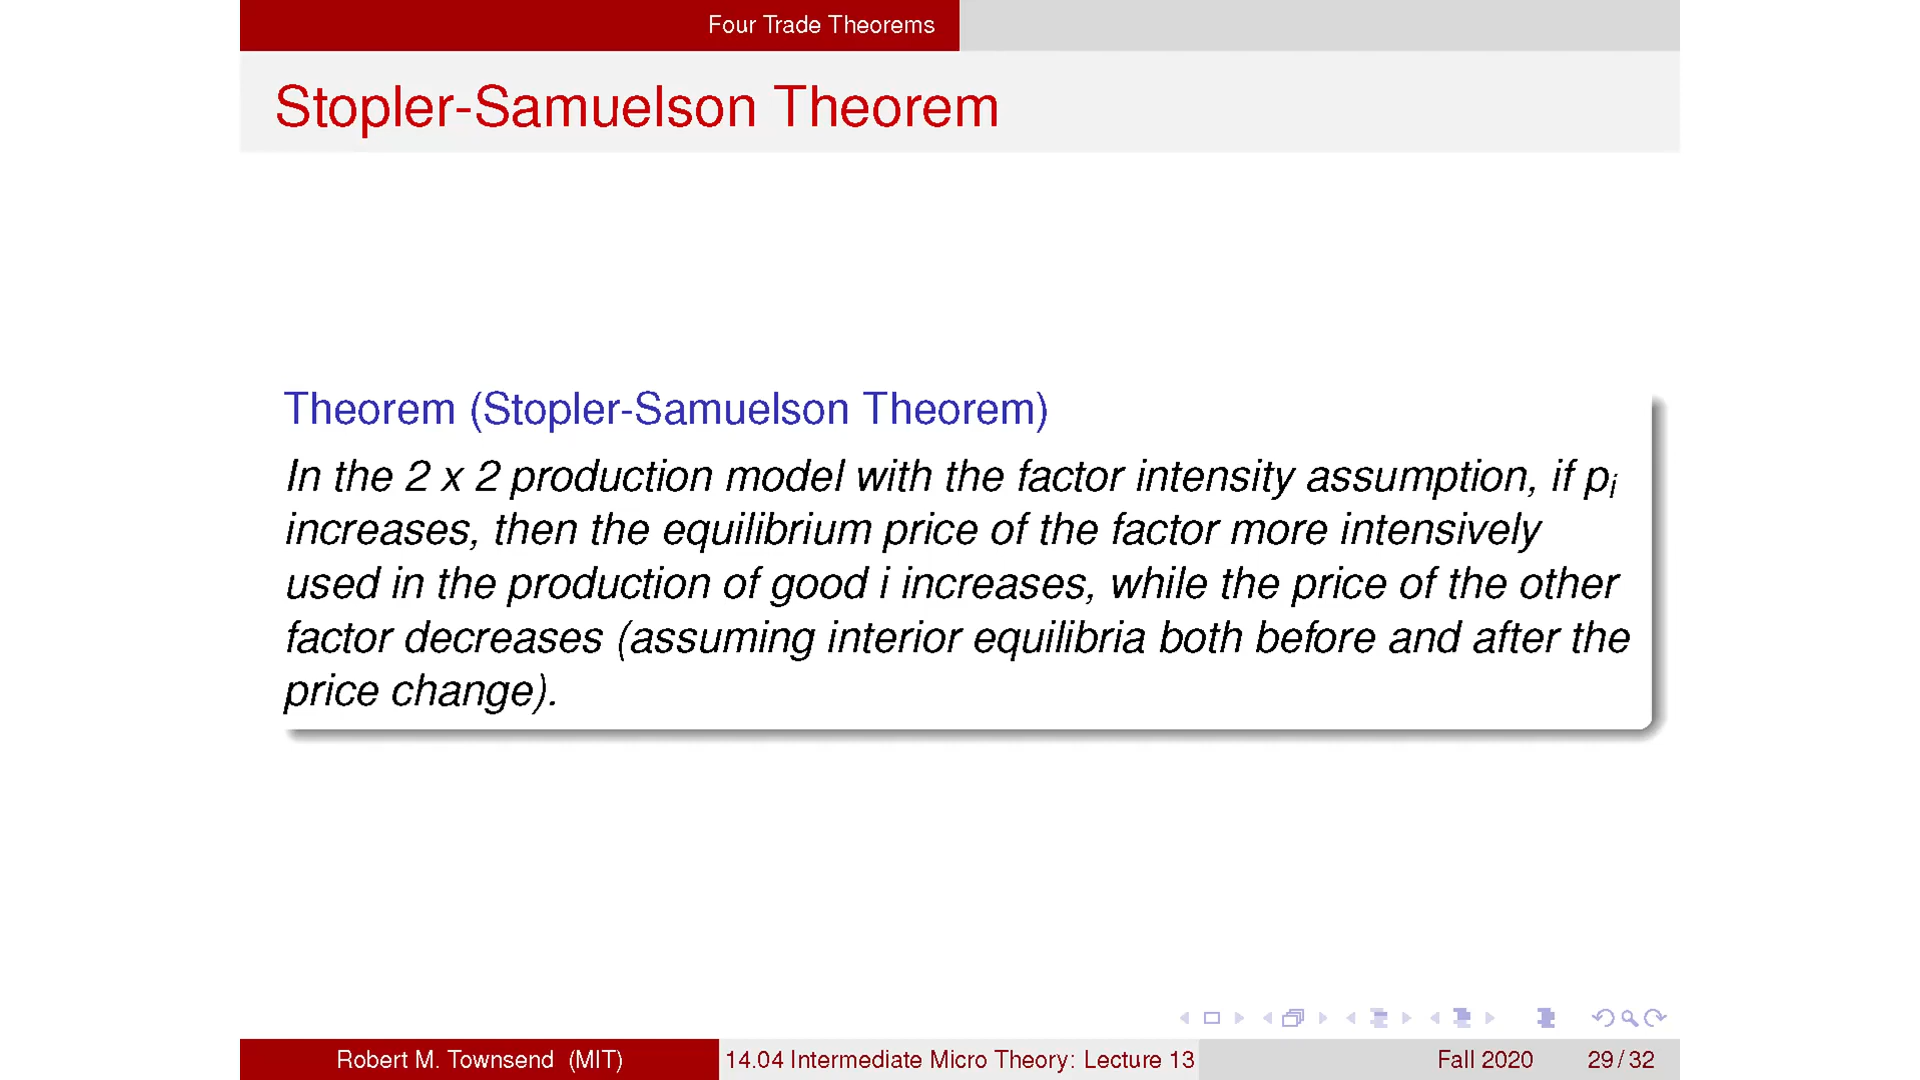 Four Trade Theorems
Stopler-Samuelson Theorem
Theorem (Stopler-Samuelson Theorem)
In the 2 x 2 production model with the factor intensity assumption, if pᵢ
increases, then the equilibrium price of the factor more intensively
used in the production of good i increases, while the price of the other
factor decreases (assuming interior equilibria both before and after the
price change).
Robert M. Townsend (MIT) 14.04 Intermediate Micro Theory: Lecture 13 Fall 2020 29 / 32